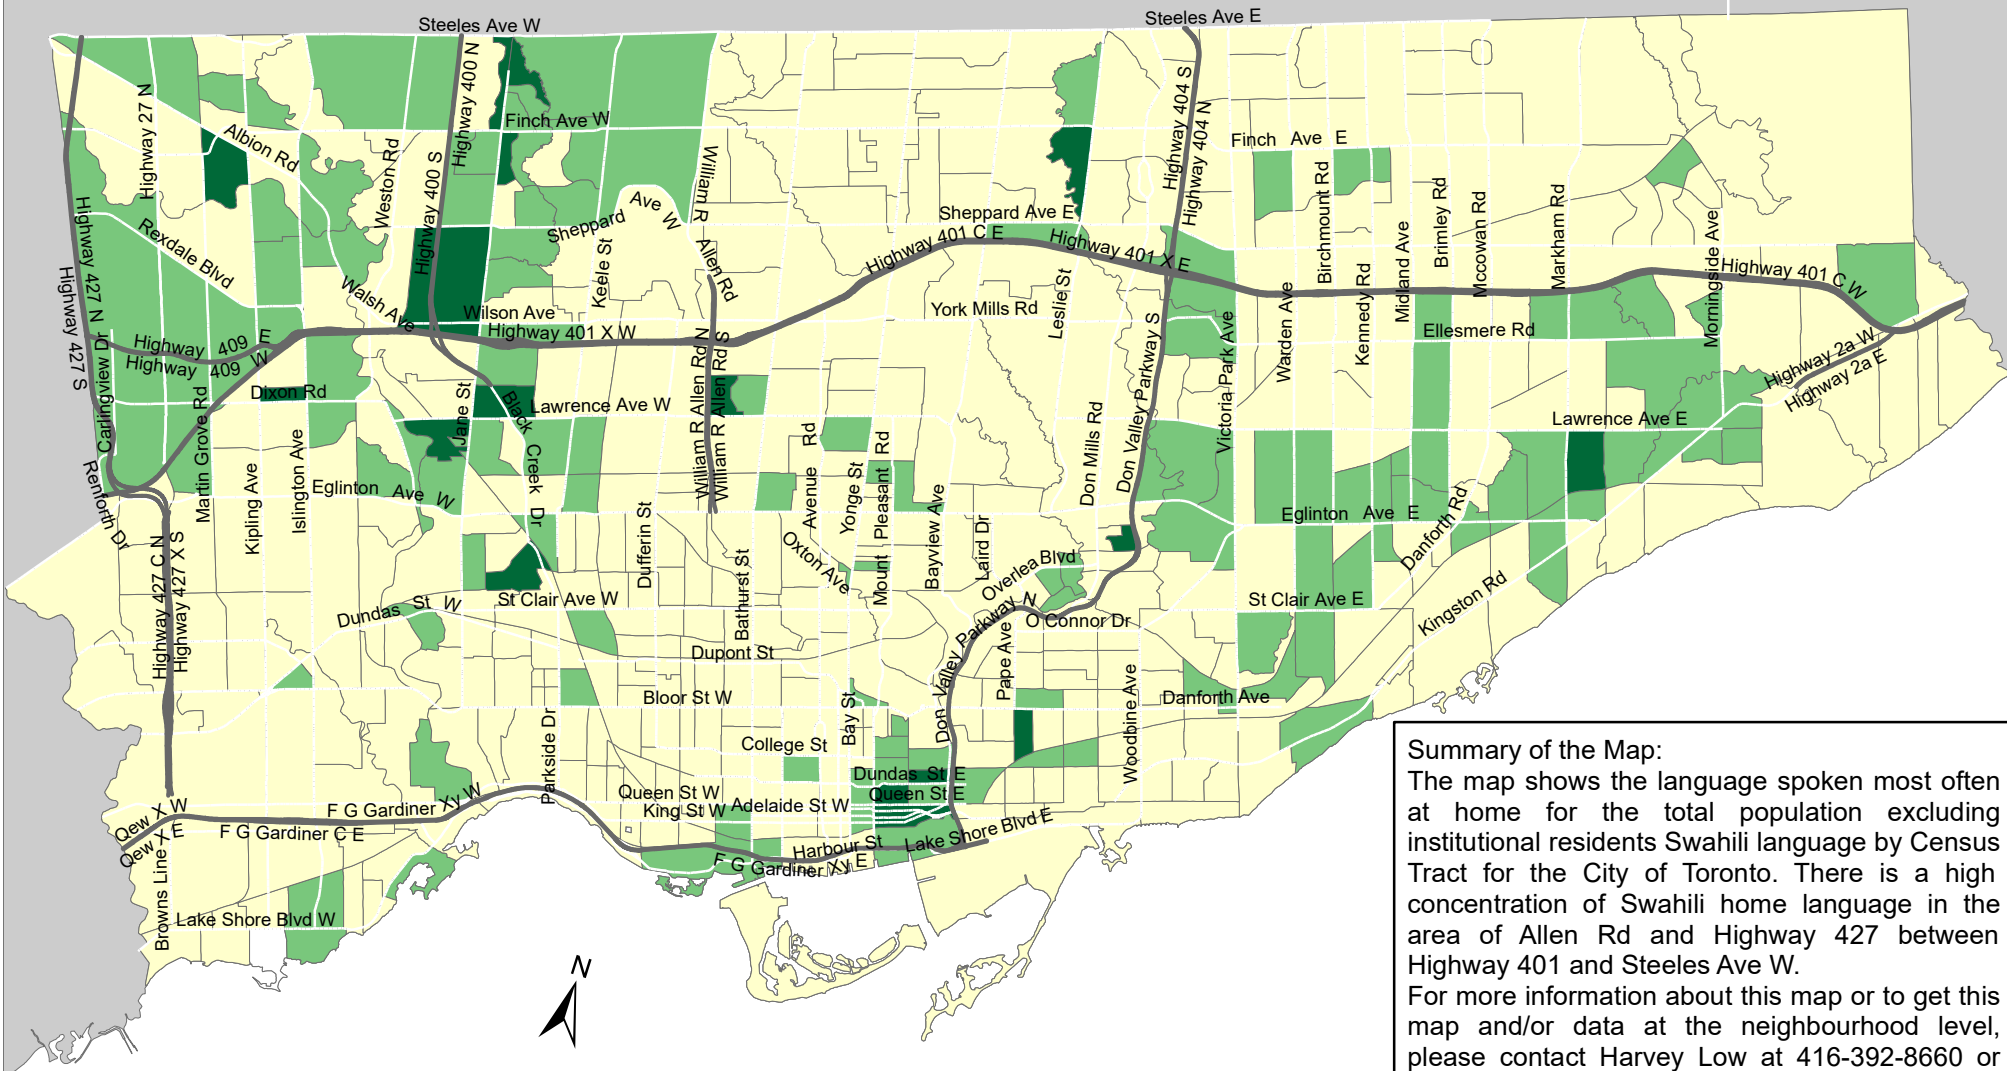 Steeles Ave W
Steeles Ave E
Highway 27 N
Albion Rd
Weston Rd
Highway 400 N
Highway 400 S
Finch Ave W
William R
Allen Rd
Highway 404 S
Highway 404 N
Finch Ave E
Birchmount Rd
Midland Ave
Brimley Rd
Mccowan Rd
Markham Rd
Morningside Ave
Highway 427 N
Highway 427 S
Rexdale Blvd
Walsh Ave
Highway 400 S
Sheppard Ave W
Keele St
Sheppard Ave E
Highway 401 C E
Highway 401 X E
Highway 401 C W
Wilson Ave
Highway 401 X W
York Mills Rd
Leslie St
Warden Ave
Kennedy Rd
Ellesmere Rd
Highway 2a W
Highway 2a E
Highway 409 E
Highway 409 W
Carlingview Dr
Martin Grove Rd
Dixon Rd
Jane St
Black Creek Dr
Lawrence Ave W
William R Allen Rd N
William R Allen Rd S
Don Mills Rd
Don Valley Parkway S
Victoria Park Ave
Lawrence Ave E
Renforth Dr
Kipling Ave
Islington Ave
Eglinton Ave W
Dufferin St
Bathurst St
Avenue Rd
Yonge St
Mount Pleasant Rd
Bayview Ave
Laird Dr
Oxton Ave
Overlea Blvd
Eglinton Ave E
Danforth Rd
Highway 427 C N
Highway 427 X S
Dundas St W
St Clair Ave W
Don Valley Parkway N
O Connor Dr
St Clair Ave E
Kingston Rd
Dupont St
Bloor St W
Pape Ave
Woodbine Ave
Danforth Ave
Parkside Dr
Bay St
College St
Dundas St E
Queen St W
Queen St E
King St W
Adelaide St W
Qew X W
Qew X E
F G Gardiner Xy W
F G Gardiner C E
Harbour St
Lake Shore Blvd E
F G Gardiner Xy E
Browns Line
Lake Shore Blvd W
N
Summary of the Map:
The map shows the language spoken most often
at home for the total population excluding
institutional residents Swahili language by Census
Tract for the City of Toronto. There is a high
concentration of Swahili home language in the
area of Allen Rd and Highway 427 between
Highway 401 and Steeles Ave W.
For more information about this map or to get this
map and/or data at the neighbourhood level,
please contact Harvey Low at 416-392-8660 or